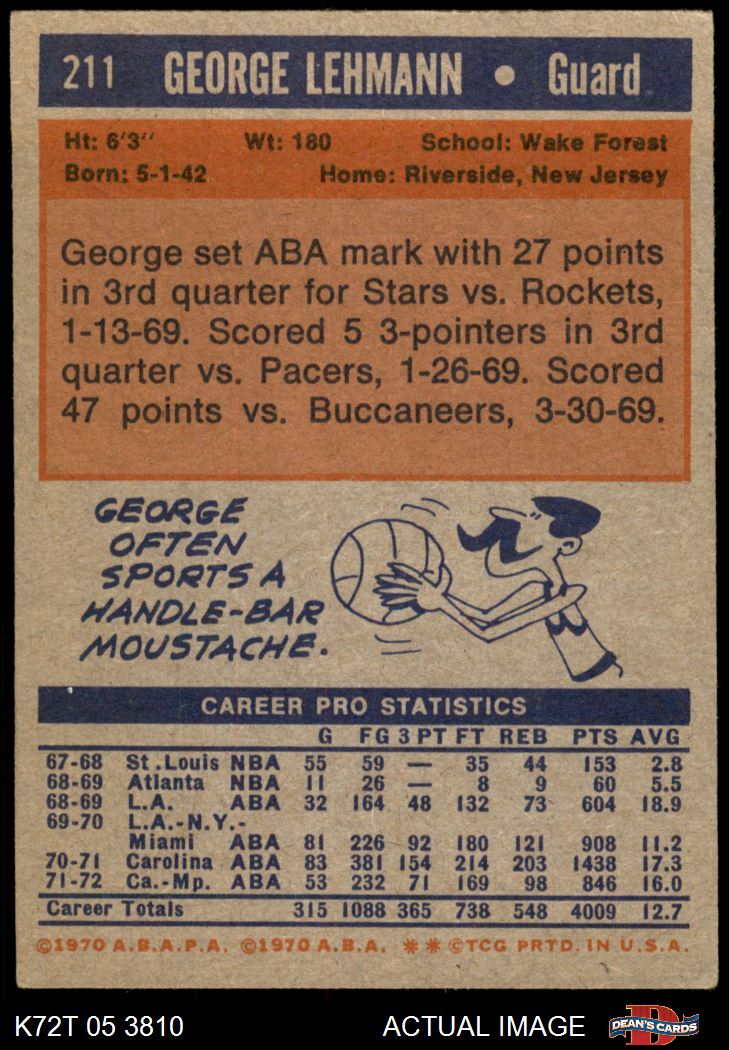 211 GEORGE LEHMANN • Guard
Ht: 6'3" Wt: 180 School: Wake Forest
Born: 5-1-42 Home: Riverside, New Jersey
George set ABA mark with 27 points
in 3rd quarter for Stars vs. Rockets,
1-13-69. Scored 5 3-pointers in 3rd
quarter vs. Pacers, 1-26-69. Scored
47 points vs. Buccaneers, 3-30-69.
GEORGE
OFTEN
SPORTS A
HANDLE-BAR
MOUSTACHE.
CAREER PRO STATISTICS
G FG 3PT FT REB PTS AVG
67-68 St.Louis NBA 55 59 — 35 44 153 2.8
68-69 Atlanta NBA 11 26 — 8 9 60 5.5
68-69 L.A. ABA 32 164 48 132 73 604 18.9
69-70 L.A.-N.Y.-
Miami ABA 81 226 92 180 121 908 11.2
70-71 Carolina ABA 83 381 154 214 203 1438 17.3
71-72 Ca.-Mp. ABA 53 232 71 169 98 846 16.0
Career Totals 315 1088 365 738 548 4009 12.7
©1970 A.B.A.P.A. ©1970 A.B.A. ** ©TCG PRTD. IN U.S.A.
K72T 05 3810 ACTUAL IMAGE D DEAN'S CARDS